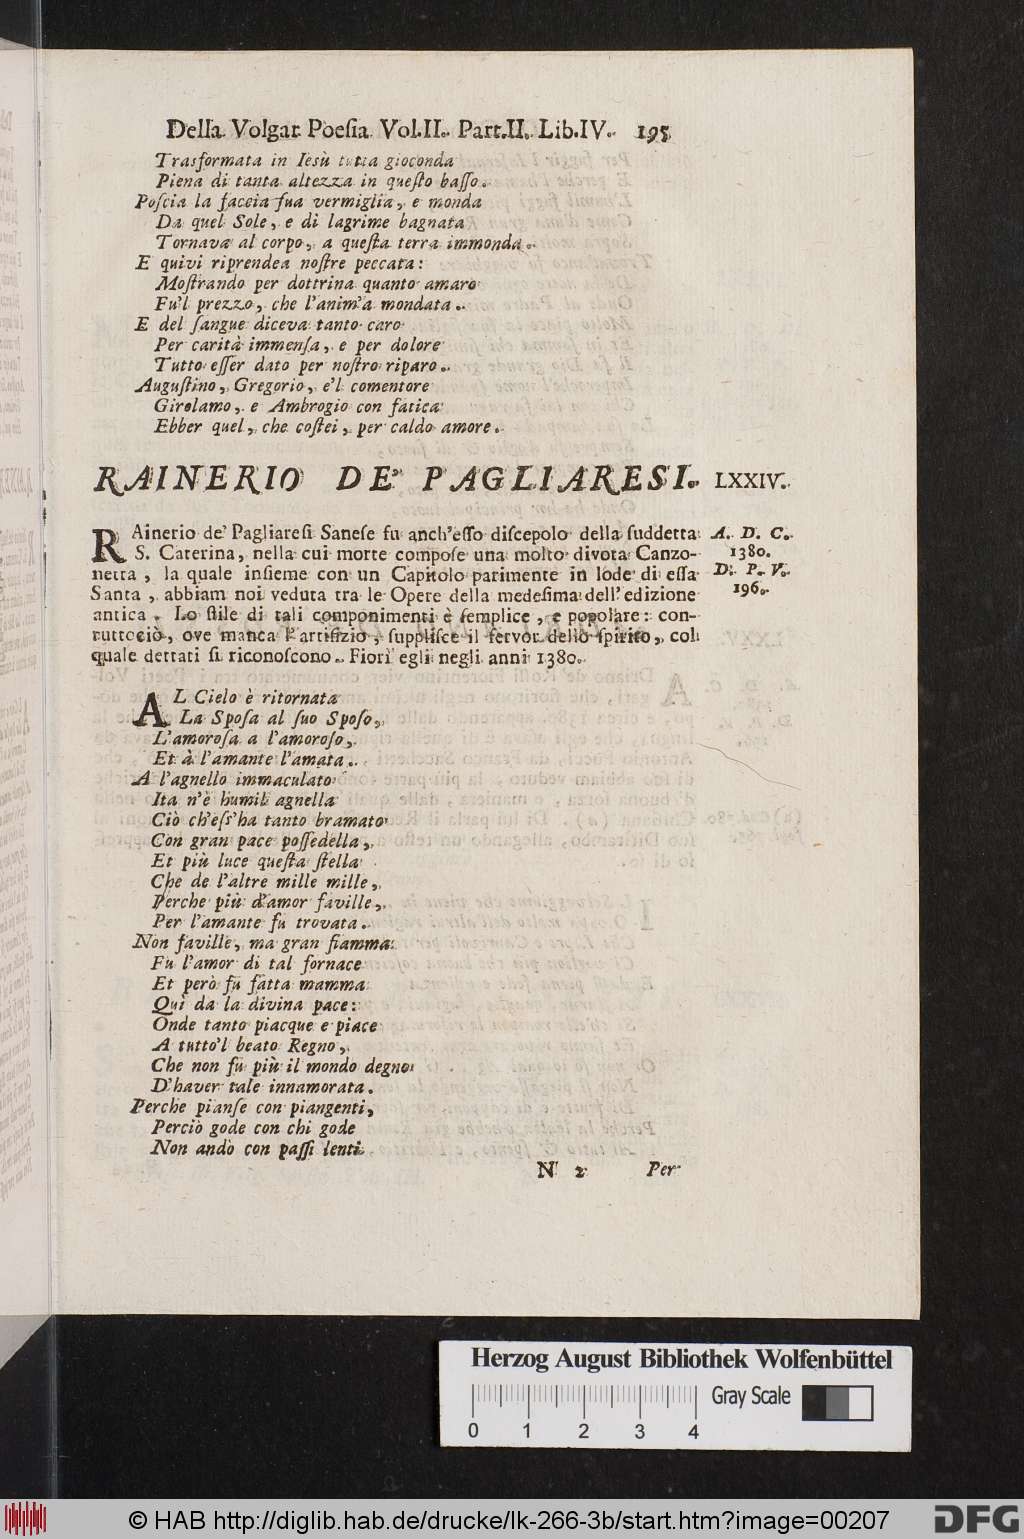 Della Volgar Poeſia Vol.II. Part.II. Lib.IV. 195
Trasformata in Iesù tutta gioconda
Piena di tanta altezza in queſto baſſo.
Poſcia la faccia ſua vermiglia, e monda
Da quel Sole, e di lagrime bagnata
Tornava al corpo, a queſta terra immonda.
E quivi riprendea noſtre peccata:
Moſtrando per dottrina quanto amaro
Fu'l prezzo, che l'anim'a mondata.
E del ſangue diceva tanto caro
Per carità immenſa, e per dolore
Tutto eſſer dato per noſtro riparo.
Auguſtino, Gregorio, e'l comentore
Girolamo, e Ambrogio con fatica
Ebber quel, che coſtei, per caldo amore.
RAINERIO DE' PAGLIARESI. LXXIV.
RAinerio de' Pagliareſi Saneſe fu anch'eſſo diſcepolo della ſuddetta A. D. C.
S. Caterina, nella cui morte compoſe una molto divota Canzo- 1380.
netta, la quale inſieme con un Capitolo parimente in lode di eſſa D. P. V.
Santa, abbiam noi veduta tra le Opere della medeſima dell'edizione 196.
antica. Lo ſtile di tali componimenti è ſemplice, e popolare: con-
tuttociò, ove manca l'artifizio, ſuppliſce il fervor dello ſpirito, col
quale dettati ſi riconoſcono. Fiorì egli negli anni 1380.
AL Cielo è ritornata
La Spoſa al ſuo Spoſo,
L'amoroſa a l'amoroſo,
Et à l'amante l'amata.
A l'agnello immaculato
Ita n'è humil agnella
Ciò ch'eſs'ha tanto bramato
Con gran pace poſſedella,
Et più luce queſta ſtella
Che de l'altre mille mille,
Perche più d'amor faville,
Per l'amante fu trovata.
Non faville, ma gran fiamma
Fu l'amor di tal fornace
Et però fu fatta mamma
Quì da la divina pace:
Onde tanto piacque e piace
A tutto'l beato Regno,
Che non fu più il mondo degno
D'haver tale innamorata.
Perche pianſe con piangenti,
Perciò gode con chi gode
Non andò con paſſi lenti
N 2 Per
Herzog August Bibliothek Wolfenbüttel
Gray Scale
0 1 2 3 4
© HAB http://diglib.hab.de/drucke/lk-266-3b/start.htm?image=00207
DFG